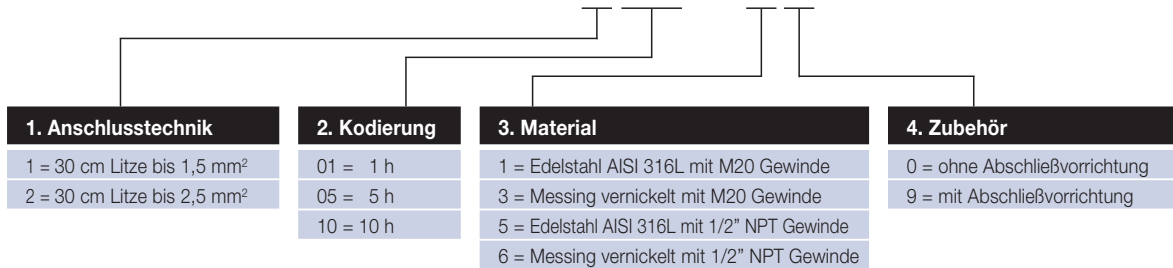 1. Anschlusstechnik
1 = 30 cm Litze bis 1,5 mm²
2 = 30 cm Litze bis 2,5 mm²
2. Kodierung
01 = 1 h
05 = 5 h
10 = 10 h
3. Material
1 = Edelstahl AISI 316L mit M20 Gewinde
3 = Messing vernickelt mit M20 Gewinde
5 = Edelstahl AISI 316L mit 1/2” NPT Gewinde
6 = Messing vernickelt mit 1/2” NPT Gewinde
4. Zubehör
0 = ohne Abschließvorrichtung
9 = mit Abschließvorrichtung